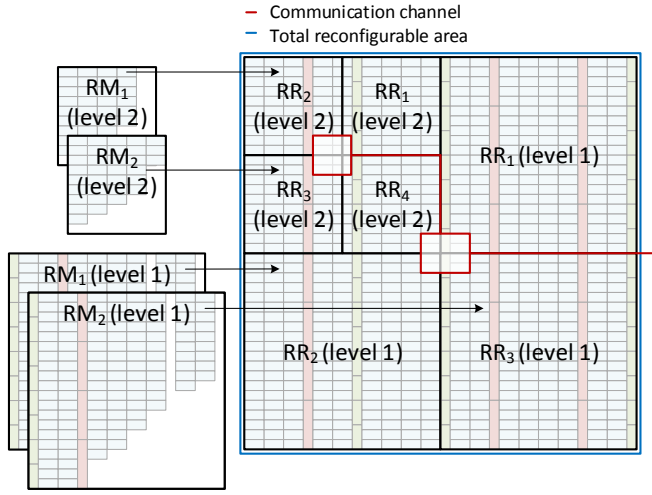 Communication channel
Total reconfigurable area
RM₁
(level 2)
RM₂
(level 2)
RR₂
(level 2)
RR₁
(level 2)
RR₃
(level 2)
RR₄
(level 2)
RR₁ (level 1)
RM₁ (level 1)
RM₂ (level 1)
RR₂ (level 1)
RR₃ (level 1)